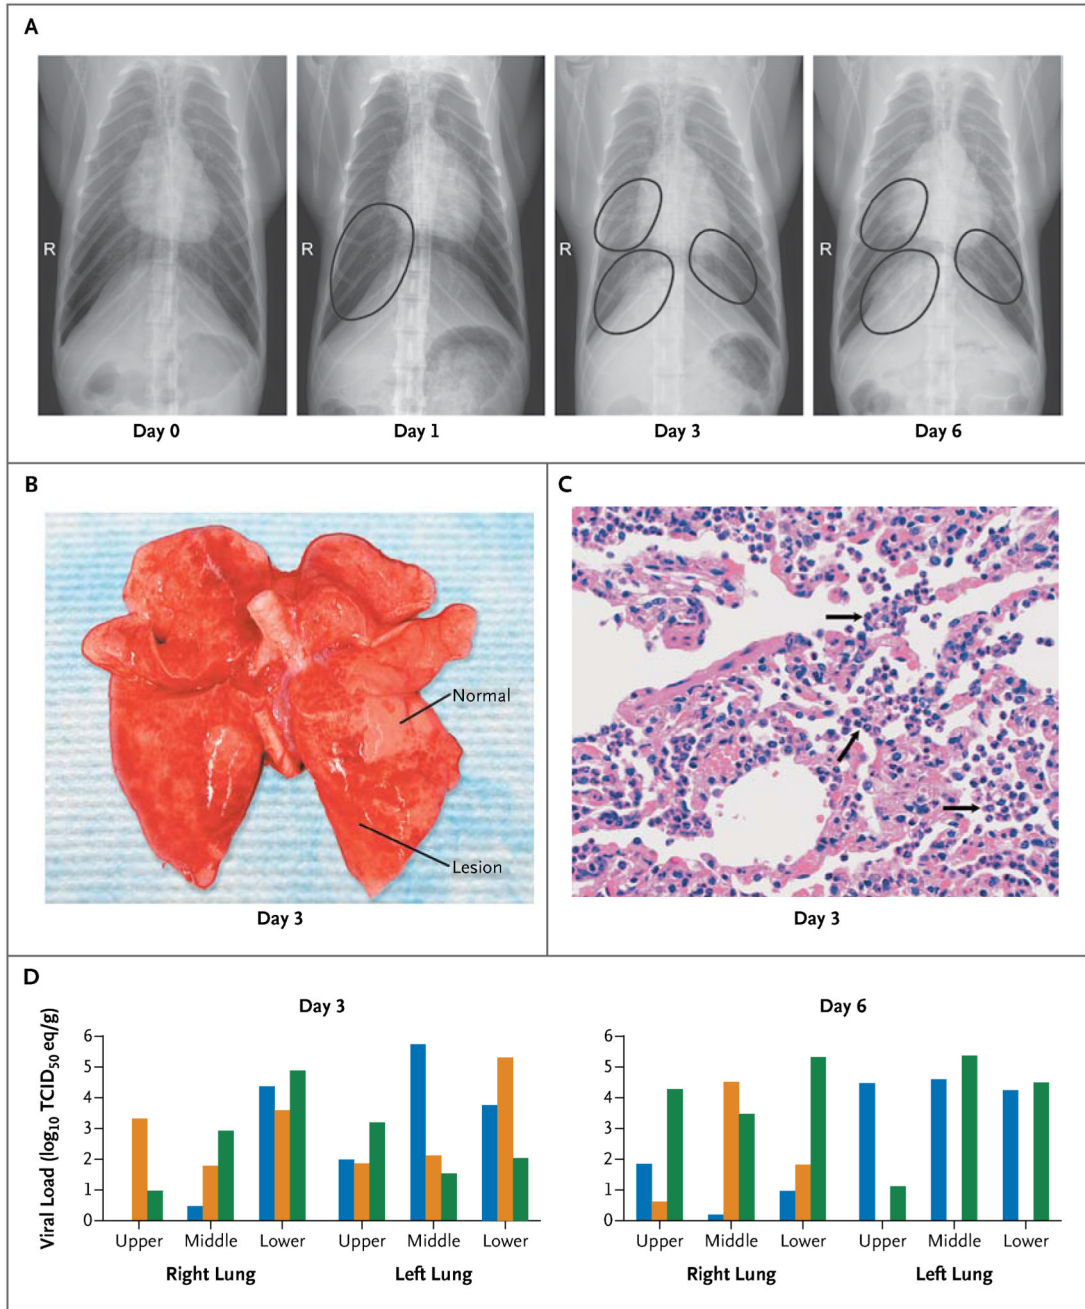 A
R
R
R
R
Day 0
Day 1
Day 3
Day 6
B
Normal
Lesion
Day 3
C
Day 3
D
Viral Load (log10 TCID50 eq/g)
Day 3
6
5
4
3
2
1
0
Upper Middle Lower Upper Middle Lower
Right Lung Left Lung
Day 6
6
5
4
3
2
1
0
Upper Middle Lower Upper Middle Lower
Right Lung Left Lung